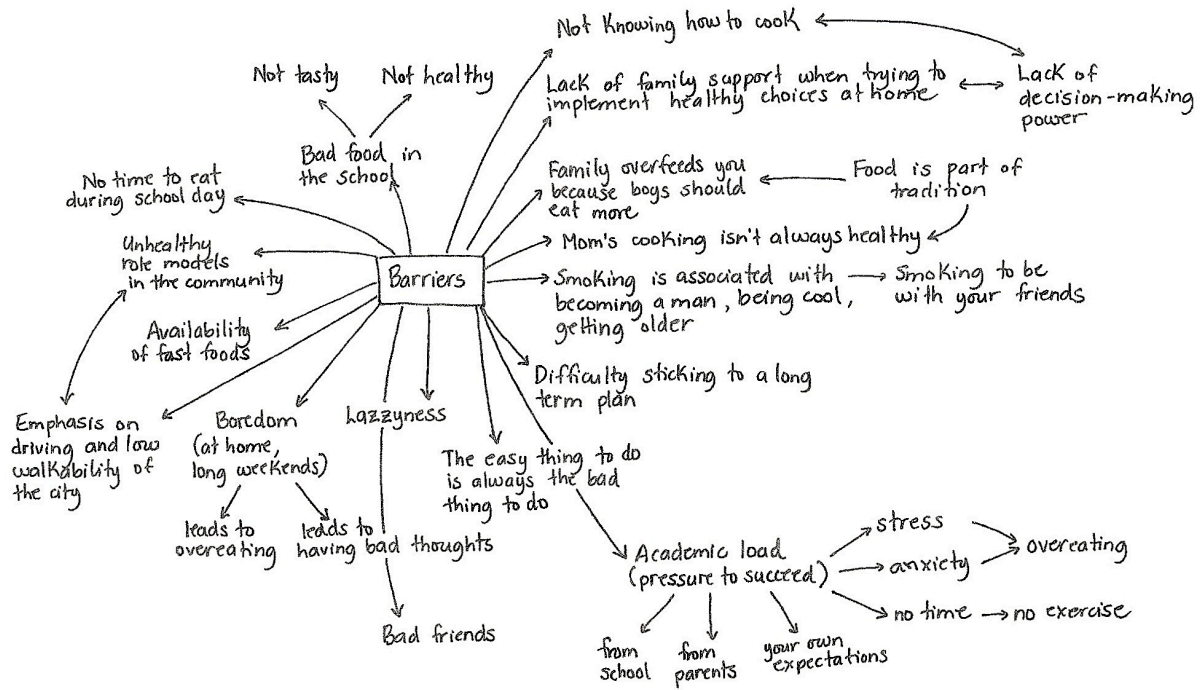 Not Knowing how to cook
Not tasty
Not healthy
Lack of family support when trying to
implement healthy choices at home
Lack of
decision-making
power
Bad food in
the school
No time to eat
during school day
Family overfeeds you
because boys should
eat more
Food is part of
tradition
Unhealthy
role models
in the community
Mom's cooking isn't always healthy
Barriers
Smoking is associated with
becoming a man, being cool,
getting older
Smoking to be
with your friends
Availability
of fast foods
Difficulty sticking to a long
term plan
Emphasis on
driving and low
walkability of
the city
Boredom
(at home,
long weekends)
Lazzyness
The easy thing to do
is always the bad
thing to do
leads to
overeating
leads to
having bad thoughts
Academic load
(pressure to succeed)
stress
anxiety
overeating
no time
no exercise
Bad friends
from
school
from
parents
your own
expectations